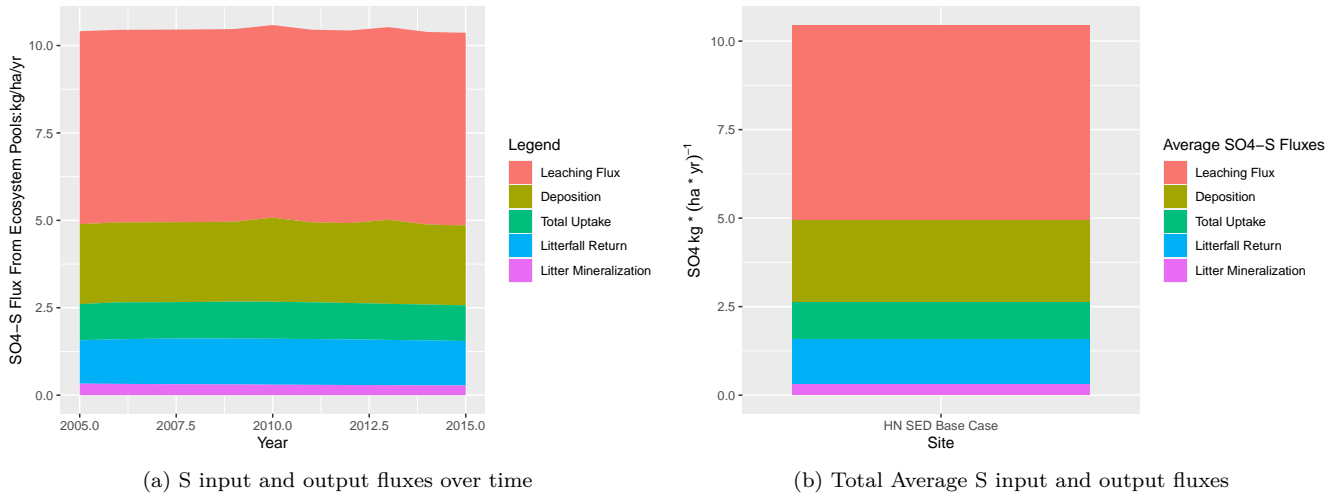 SO4−S Flux From Ecosystem Pools:kg/ha/yr
10.0
7.5
5.0
2.5
0.0
2005.0 2007.5 2010.0 2012.5 2015.0
Year
Legend
Leaching Flux
Deposition
Total Uptake
Litterfall Return
Litter Mineralization
(a) S input and output fluxes over time
SO4 kg * (ha * yr)⁻¹
10.0
7.5
5.0
2.5
0.0
HN SED Base Case
Site
Average SO4−S Fluxes
Leaching Flux
Deposition
Total Uptake
Litterfall Return
Litter Mineralization
(b) Total Average S input and output fluxes